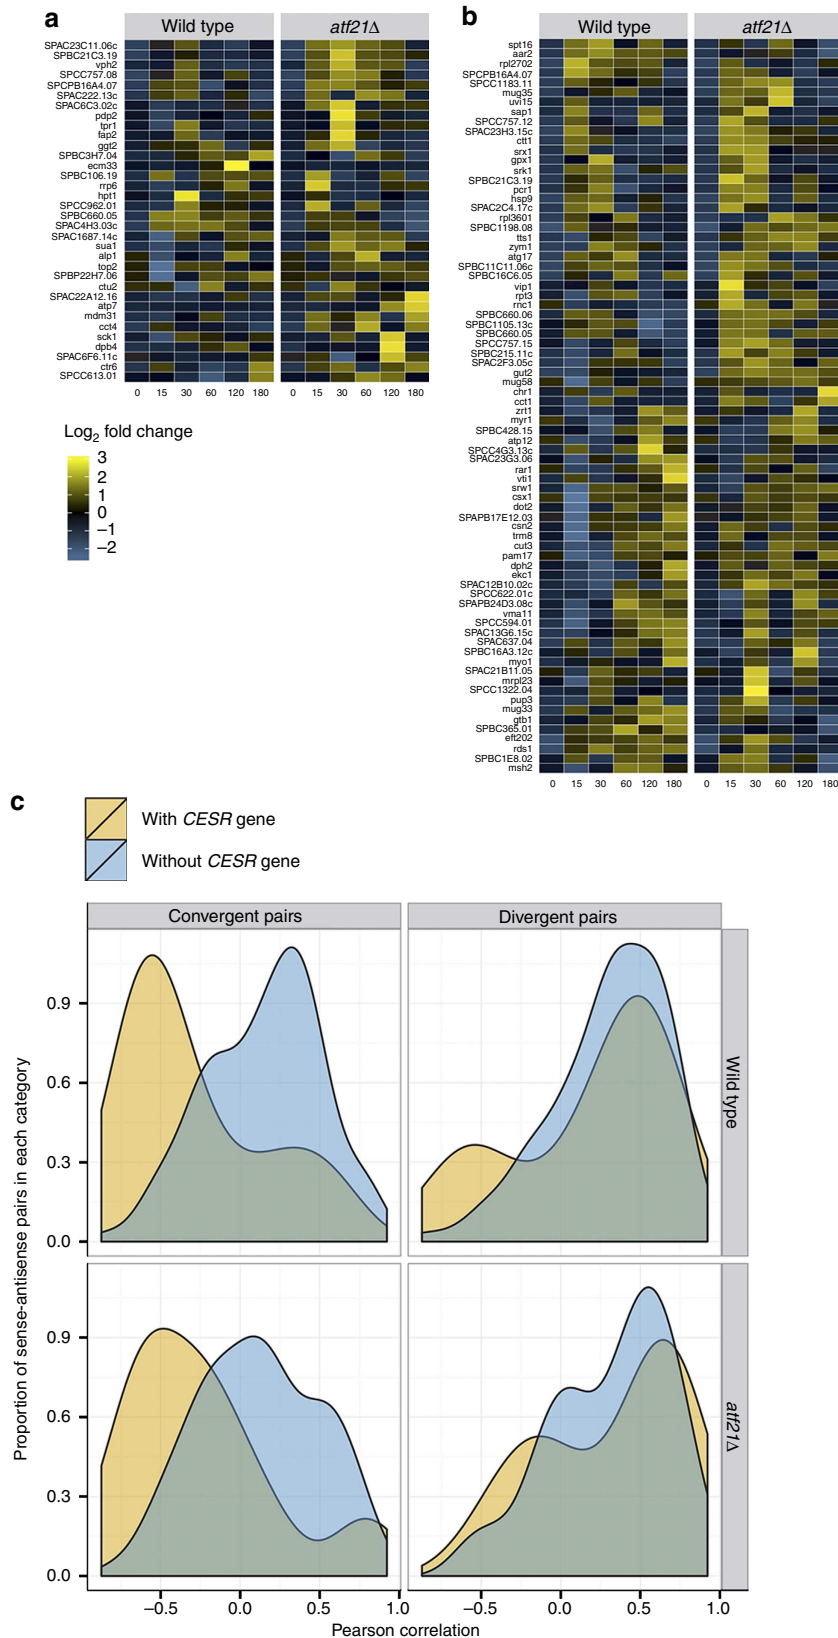 a
Wild type
atf21Δ
SPAC23C11.06c
SPBC21C3.19
vph2
SPCC757.08
SPCPB16A4.07
SPAC222.13c
SPAC6C3.02c
pdp2
tpr1
fap2
ggt2
SPBC3H7.04
ecm33
SPBC106.19
rrp6
hpt1
SPCC962.01
SPBC660.05
SPAC4H3.03c
SPAC1687.14c
sua1
alp1
top2
SPBP22H7.06
ctu2
SPAC22A12.16
atp7
mdm31
cct4
sck1
dpb4
SPAC6F6.11c
ctr6
SPCC613.01
0 15 30 60 120 180
0 15 30 60 120 180
Log2 fold change
3
2
1
0
−1
−2
b
Wild type
atf21Δ
spt16
aar2
rpl2702
SPCPB16A4.07
SPCC1183.11
mug35
uvi15
sap1
SPCC757.12
SPAC23H3.15c
ctt1
srx1
gpx1
srk1
SPBC21C3.19
pcr1
hsp9
SPAC2C4.17c
rpl3601
SPBC1198.08
tts1
zym1
atg17
SPBC11C11.06c
SPBC16C6.05
vip1
rpt3
rnc1
SPBC660.06
SPBC1105.13c
SPBC660.05
SPCC757.15
SPBC215.11c
SPAC2F3.05c
gut2
mug58
chr1
cct1
zrt1
myr1
SPBC428.15
atp12
SPCC4G3.13c
SPAC23G3.06
rar1
vti1
srw1
csx1
dot2
SPAPB17E12.03
csn2
trm8
cut3
pam17
dph2
ekc1
SPAC12B10.02c
SPCC622.01c
SPAPB24D3.08c
vma11
SPCC594.01
SPAC13G6.15c
SPAC637.04
SPBC16A3.12c
myo1
SPAC21B11.05
mrpl23
SPCC1322.04
pup3
mug33
gtb1
SPBC365.01
eft202
rds1
SPBC1E8.02
msh2
0 15 30 60 120 180
0 15 30 60 120 180
c
With CESR gene
Without CESR gene
Convergent pairs
Divergent pairs
Proportion of sense-antisense pairs in each category
0.9
0.6
0.3
0.0
Wild type
0.9
0.6
0.3
0.0
atf21Δ
−0.5 0.0 0.5 1.0
−0.5 0.0 0.5 1.0
Pearson correlation